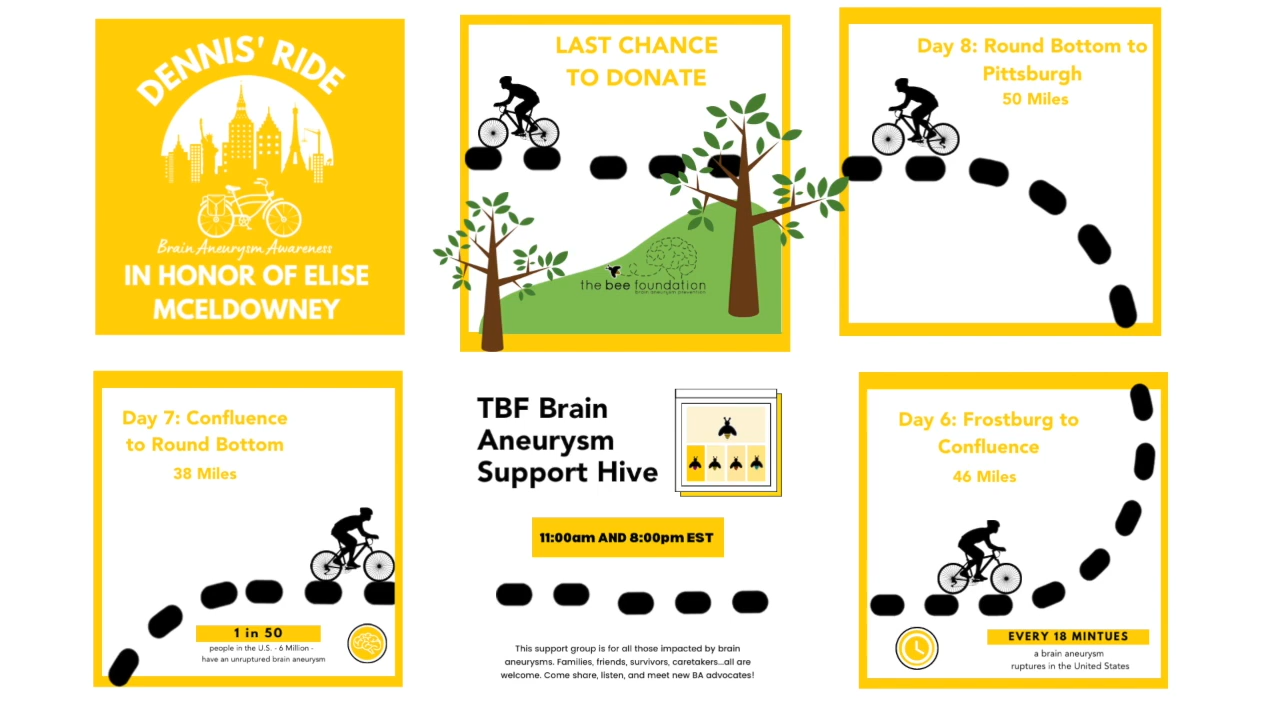 DENNIS' RIDE
Brain Aneurysm Awareness
IN HONOR OF ELISE
MCELDOWNEY
LAST CHANCE
TO DONATE
the bee foundation
brain aneurysm prevention
Day 8: Round Bottom to
Pittsburgh
50 Miles
Day 7: Confluence
to Round Bottom
38 Miles
1 in 50
people in the U.S. - 6 Million -
have an unruptured brain aneurysm
TBF Brain
Aneurysm
Support Hive
11:00am AND 8:00pm EST
This support group is for all those impacted by brain
aneurysms. Families, friends, survivors, caretakers...all are
welcome. Come share, listen, and meet new BA advocates!
Day 6: Frostburg to
Confluence
46 Miles
EVERY 18 MINTUES
a brain aneurysm
ruptures in the United States